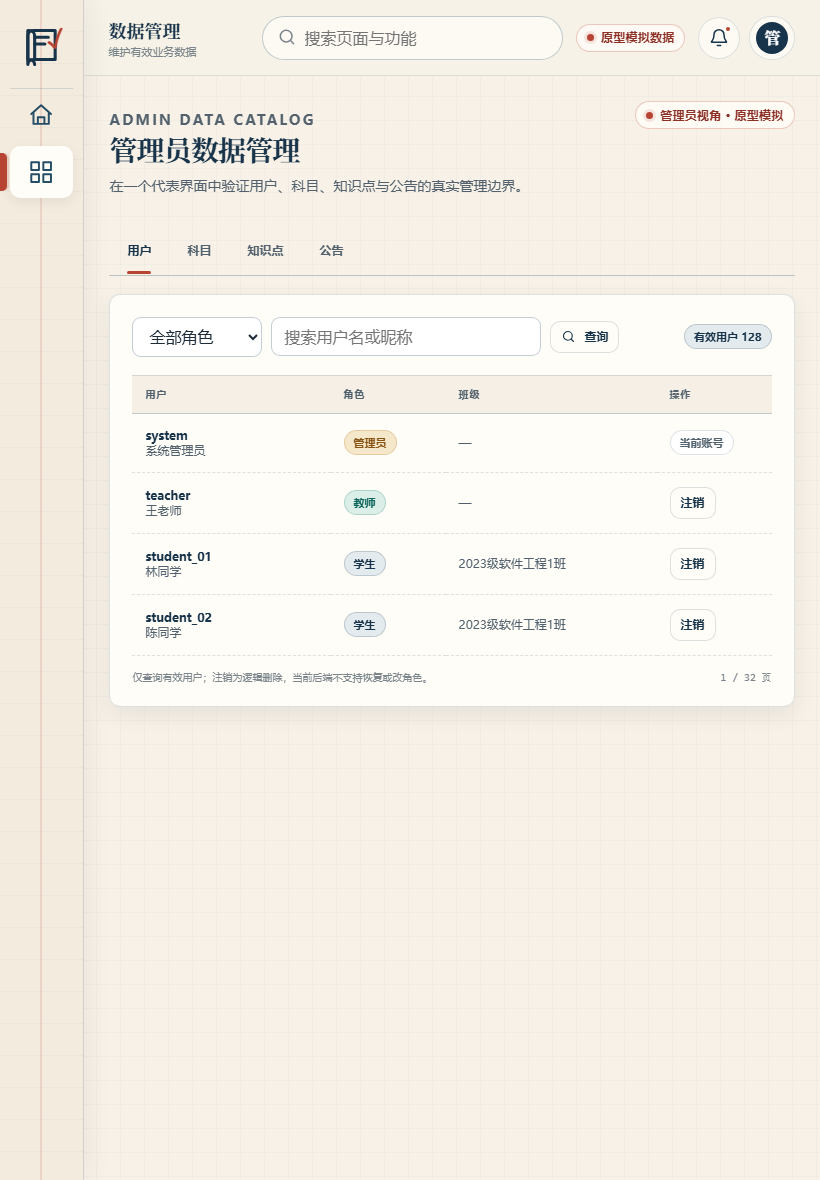 数据管理
维护有效业务数据
搜索页面与功能
原型模拟数据
管
ADMIN DATA CATALOG
管理员视角・原型模拟
管理员数据管理
在一个代表界面中验证用户、科目、知识点与公告的真实管理边界。
用户 科目 知识点 公告
全部角色 搜索用户名或昵称 查询 有效用户 128
用户 角色 班级 操作
system
系统管理员
管理员 — 当前账号
teacher
王老师
教师 — 注销
student_01
林同学
学生 2023级软件工程1班 注销
student_02
陈同学
学生 2023级软件工程1班 注销
仅查询有效用户；注销为逻辑删除，当前后端不支持恢复或改角色。
1 / 32 页